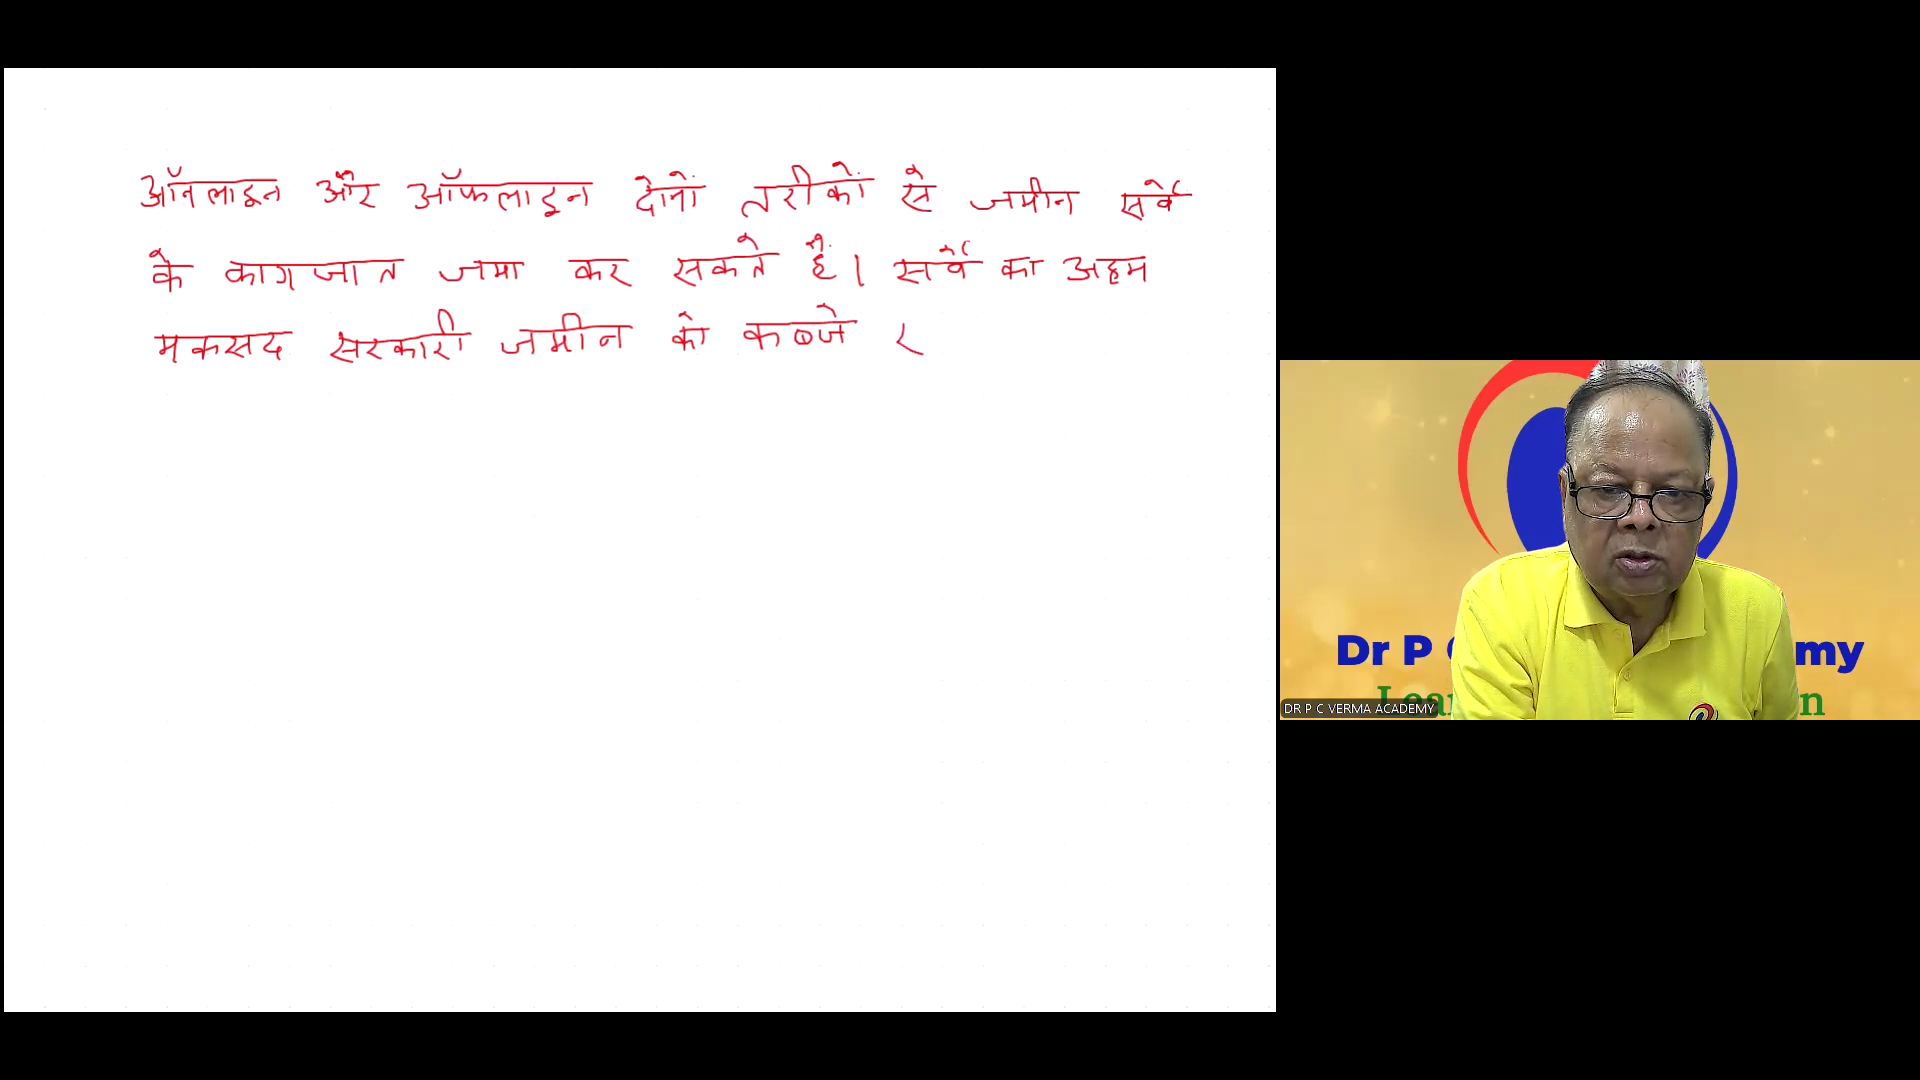 ऑनलाइन और ऑफलाइन दोनों तरीकों से जमीन सर्वे
के कागजात जमा कर सकते हैं। सर्वे का अहम
मकसद सरकारी जमीन को कब्जे
Dr P
my
n
DR P C VERMA ACADEMY